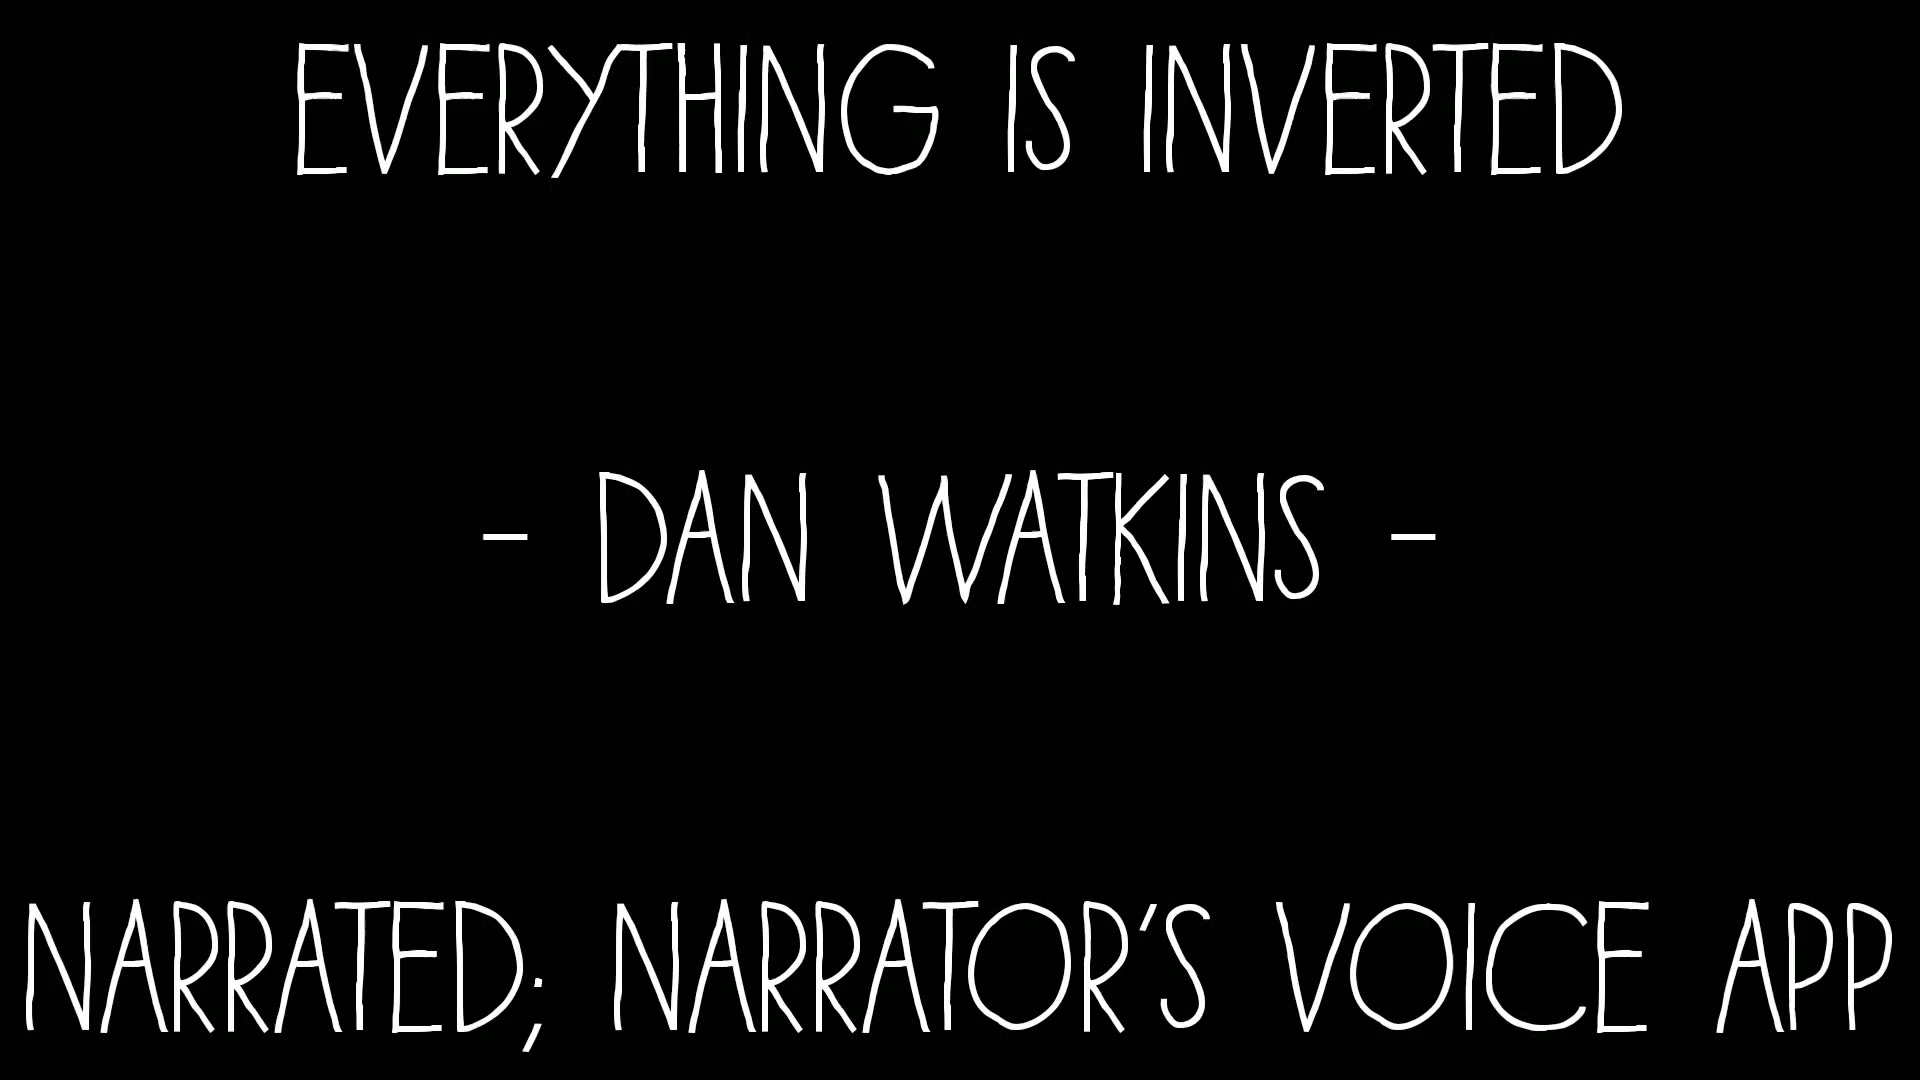 EVERYTHING IS INVERTED
- DAN WATKINS -
NARRATED; NARRATOR'S VOICE APP